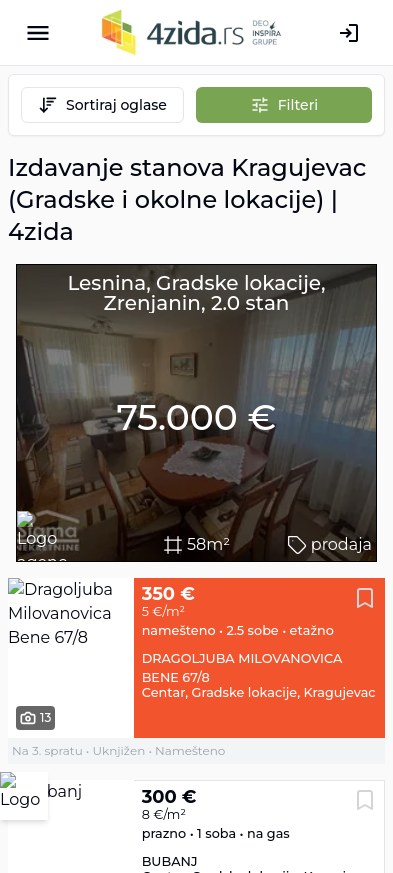 4zida.rs DEO INSPIRA GRUPE
Sortiraj oglase
Filteri
Izdavanje stanova Kragujevac
(Gradske i okolne lokacije) |
4zida
Lesnina, Gradske lokacije,
Zrenjanin, 2.0 stan
75.000 €
Logo
58m²
prodaja
Dragoljuba
Milovanovica
Bene 67/8
13
350 €
5 €/m²
namešteno • 2.5 sobe • etažno
DRAGOLJUBA MILOVANOVICA
BENE 67/8
Centar, Gradske lokacije, Kragujevac
Na 3. spratu • Uknjižen • Namešteno
Logo
300 €
8 €/m²
prazno • 1 soba • na gas
BUBANJ